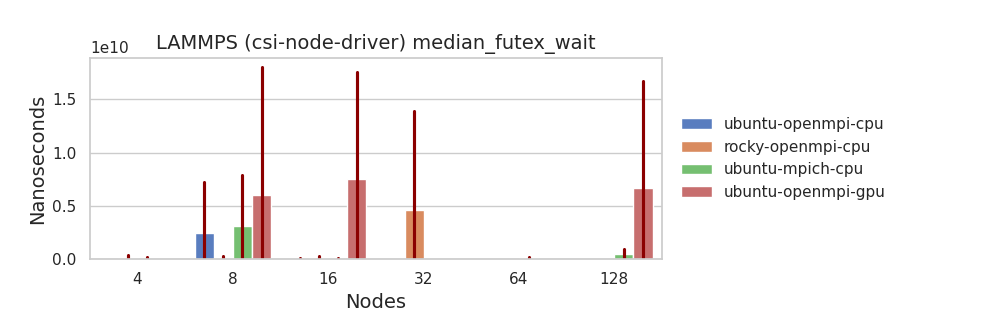 LAMMPS (csi-node-driver) median_futex_wait
1e10
Nanoseconds
1.5
1.0
0.5
0.0
4 8 16 32 64 128
Nodes
ubuntu-openmpi-cpu
rocky-openmpi-cpu
ubuntu-mpich-cpu
ubuntu-openmpi-gpu